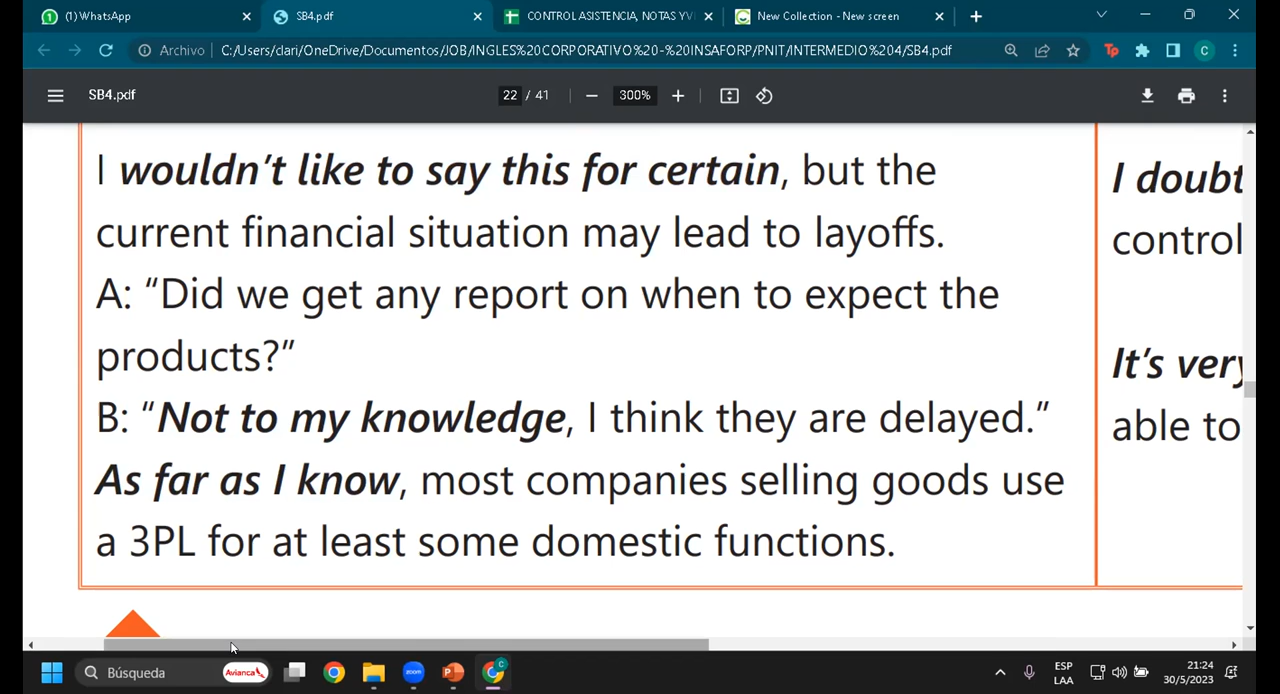 (1) WhatsApp
SB4.pdf
CONTROL ASISTENCIA, NOTAS YVI
New Collection - New screen
Archivo
C:/Users/clari/OneDrive/Documentos/JOB/INGLES%20CORPORATIVO%20-%20INSAFORP/PNIT/INTERMEDIO%204/SB4.pdf
Tp
C
SB4.pdf
22 / 41
300%
I wouldn't like to say this for certain, but the
current financial situation may lead to layoffs.
A: “Did we get any report on when to expect the
products?”
B: “Not to my knowledge, I think they are delayed.”
As far as I know, most companies selling goods use
a 3PL for at least some domestic functions.
I doubt
control
It's very
able to
Búsqueda
Avianca
zoom
P
C
ESP
LAA
21:24
30/5/2023